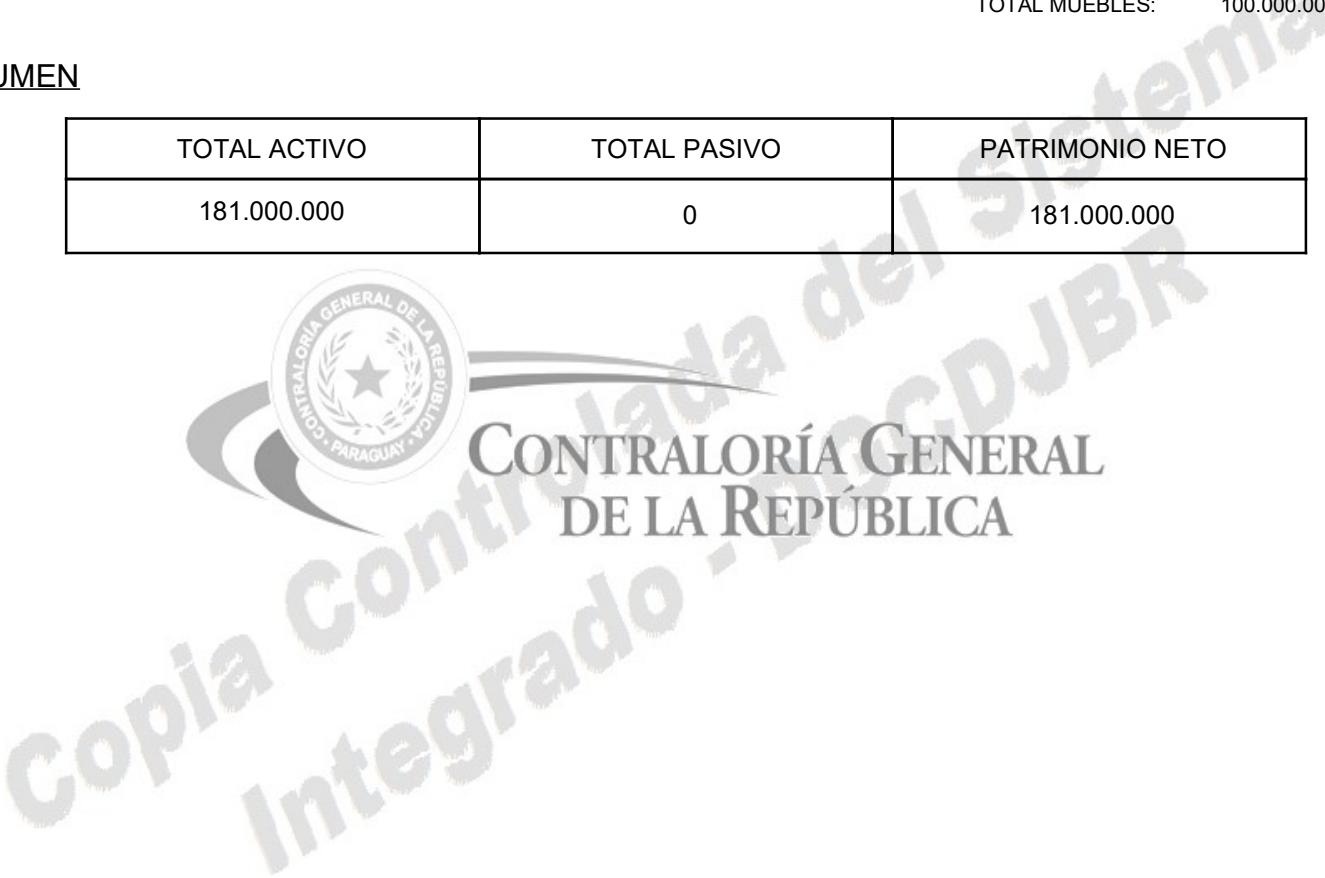 TOTAL MUEBLES: 100.000.00
UMEN
TOTAL ACTIVO TOTAL PASIVO PATRIMONIO NETO
181.000.000 0 181.000.000
CONTRALORÍA GENERAL DE LA REPÚBLICA
PARAGUAY
CONTRALORÍA GENERAL
DE LA REPÚBLICA
Copia Controlada del Sistema
Integrado - DGCDJBR